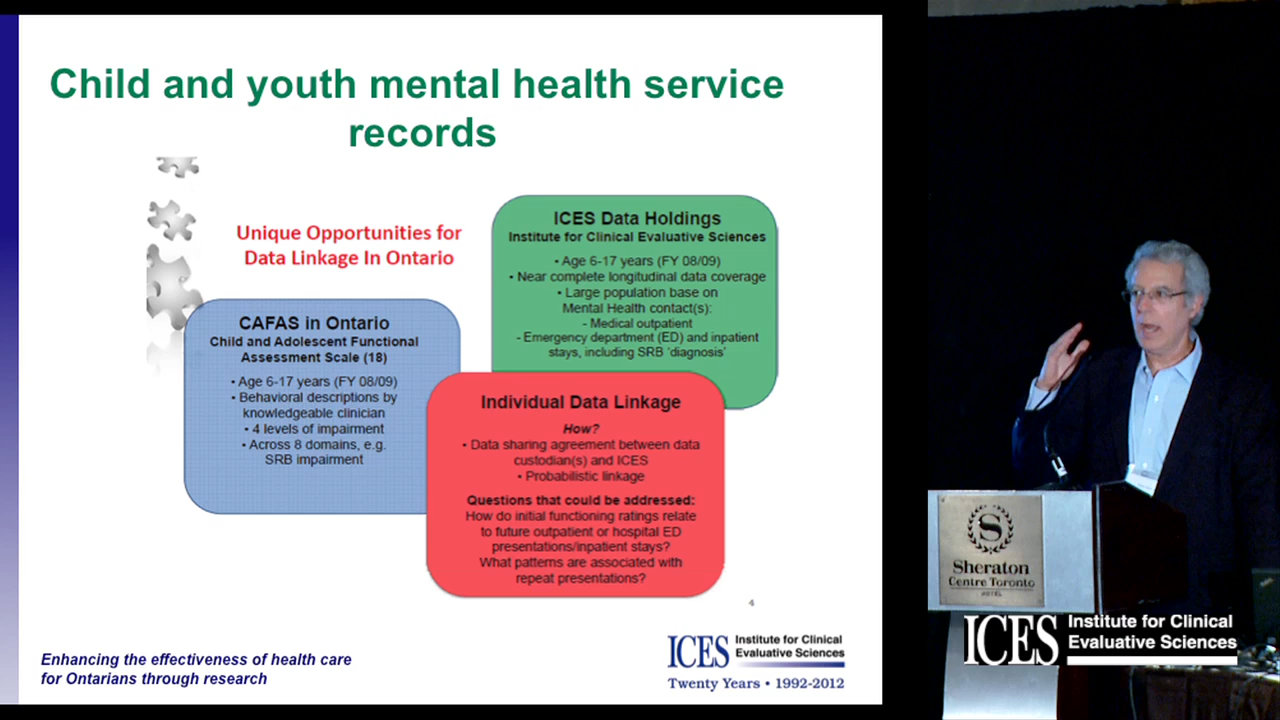 Child and youth mental health service
records
Unique Opportunities for
Data Linkage In Ontario
CAFAS in Ontario
Child and Adolescent Functional
Assessment Scale (18)
• Age 6-17 years (FY 08/09)
• Behavioral descriptions by
knowledgeable clinician
• 4 levels of impairment
• Across 8 domains, e.g.
SRB impairment
ICES Data Holdings
Institute for Clinical Evaluative Sciences
• Age 6-17 years (FY 08/09)
• Near complete longitudinal data coverage
• Large population base on
Mental Health contact(s):
- Medical outpatient
- Emergency department (ED) and inpatient
stays, including SRB 'diagnosis'
Individual Data Linkage
How?
• Data sharing agreement between data
custodian(s) and ICES
• Probabilistic linkage
Questions that could be addressed:
How do initial functioning ratings relate
to future outpatient or hospital ED
presentations/inpatient stays?
What patterns are associated with
repeat presentations?
4
Enhancing the effectiveness of health care
for Ontarians through research
ICES Institute for Clinical
Evaluative Sciences
Twenty Years • 1992-2012
S
Sheraton
Centre Toronto
HOTEL
ICES Institute for Clinical
Evaluative Sciences